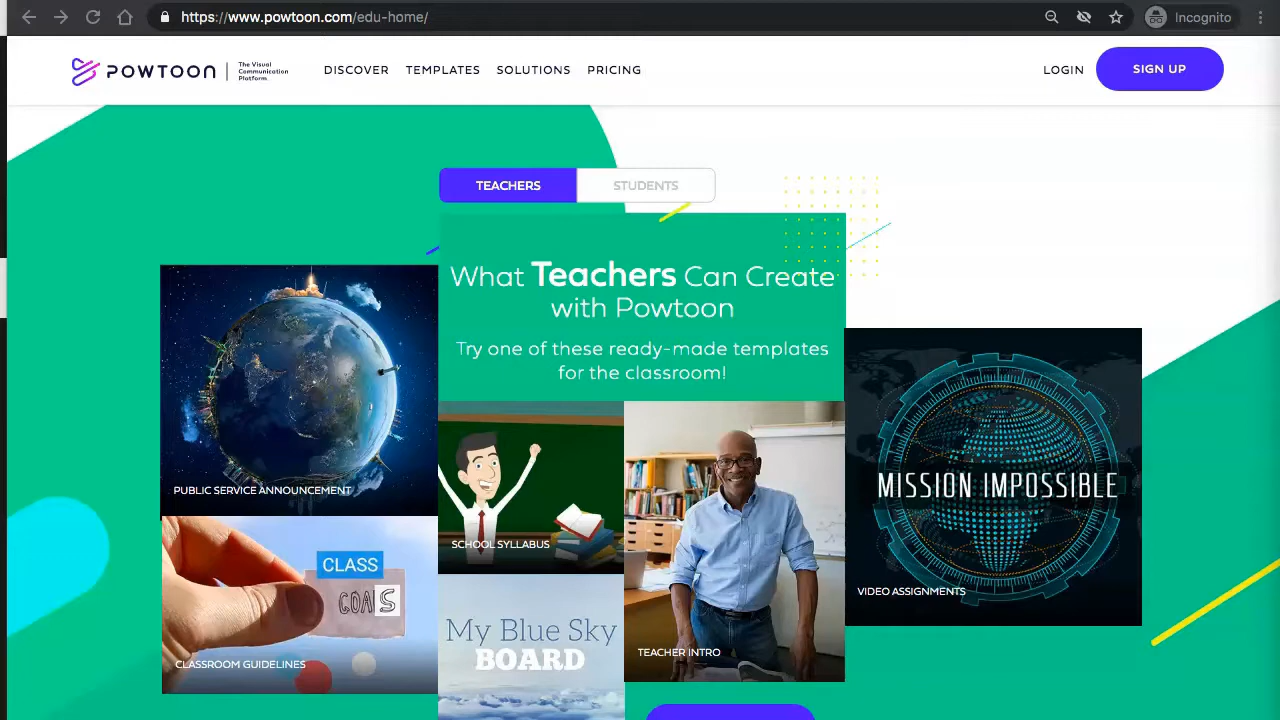 https://www.powtoon.com/edu-home/
Incognito
POWTOON
The Visual
Communication
Platform
DISCOVER
TEMPLATES
SOLUTIONS
PRICING
LOGIN
SIGN UP
TEACHERS
STUDENTS
What Teachers Can Create
with Powtoon
Try one of these ready-made templates
for the classroom!
PUBLIC SERVICE ANNOUNCEMENT
SCHOOL SYLLABUS
MISSION IMPOSSIBLE
VIDEO ASSIGNMENTS
CLASS
GOALS
CLASSROOM GUIDELINES
My Blue Sky
BOARD
TEACHER INTRO